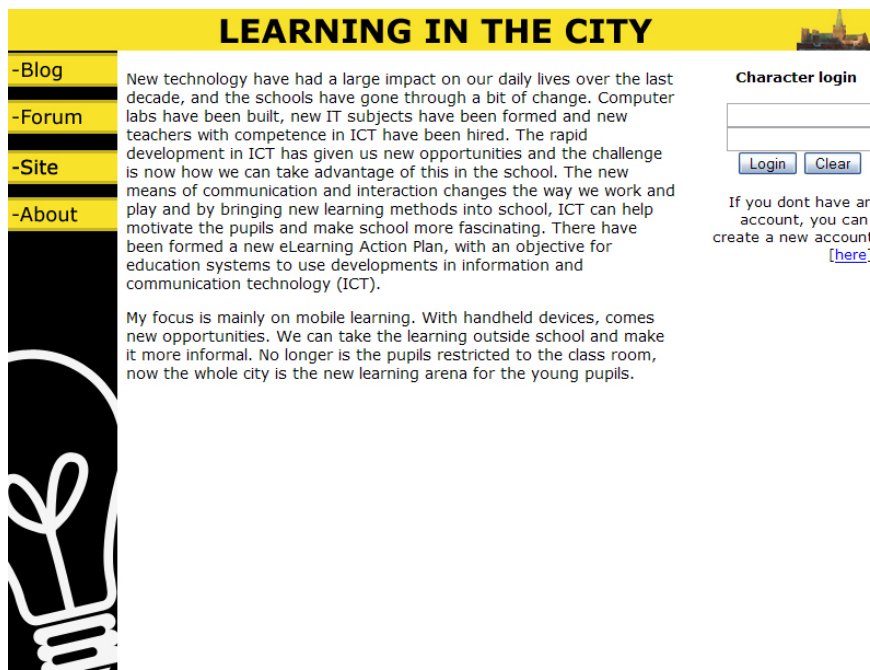 LEARNING IN THE CITY
-Blog
-Forum
-Site
-About
New technology have had a large impact on our daily lives over the last
decade, and the schools have gone through a bit of change. Computer
labs have been built, new IT subjects have been formed and new
teachers with competence in ICT have been hired. The rapid
development in ICT has given us new opportunities and the challenge
is now how we can take advantage of this in the school. The new
means of communication and interaction changes the way we work and
play and by bringing new learning methods into school, ICT can help
motivate the pupils and make school more fascinating. There have
been formed a new eLearning Action Plan, with an objective for
education systems to use developments in information and
communication technology (ICT).
My focus is mainly on mobile learning. With handheld devices, comes
new opportunities. We can take the learning outside school and make
it more informal. No longer is the pupils restricted to the class room,
now the whole city is the new learning arena for the young pupils.
Character login
Login Clear
If you dont have an
account, you can
create a new account
[here]